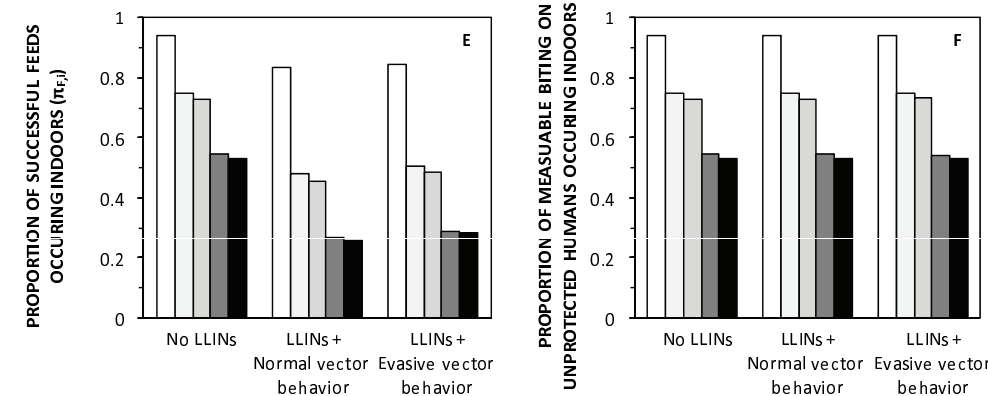 PROPORTION OF SUCCESSFUL FEEDS
OCCURING INDOORS (πF,i)
1
0.8
0.6
0.4
0.2
0
E
No LLINs
LLINs +
Normal vector
behavior
LLINs +
Evasive vector
behavior
PROPORTION OF MEASUABLE BITING ON
UNPROTECTED HUMANS OCCURING INDOORS
1
0.8
0.6
0.4
0.2
0
F
No LLINs
LLINs +
Normal vector
behavior
LLINs +
Evasive vector
behavior